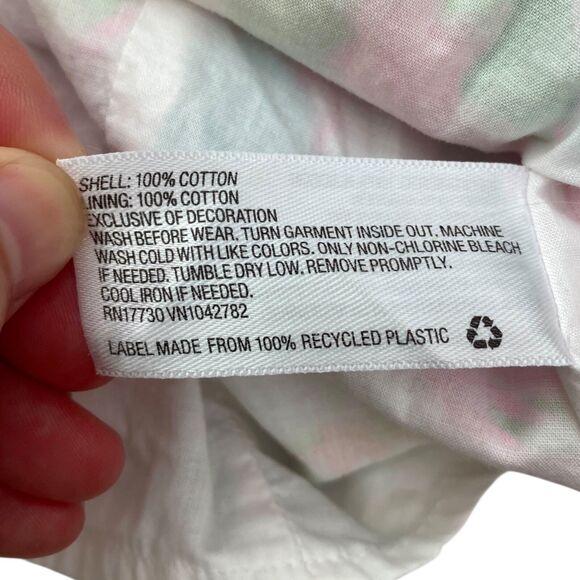 SHELL: 100% COTTON
LINING: 100% COTTON
EXCLUSIVE OF DECORATION
WASH BEFORE WEAR. TURN GARMENT INSIDE OUT. MACHINE
WASH COLD WITH LIKE COLORS. ONLY NON-CHLORINE BLEACH
IF NEEDED. TUMBLE DRY LOW. REMOVE PROMPTLY.
COOL IRON IF NEEDED.
RN17730 VN1042782
LABEL MADE FROM 100% RECYCLED PLASTIC